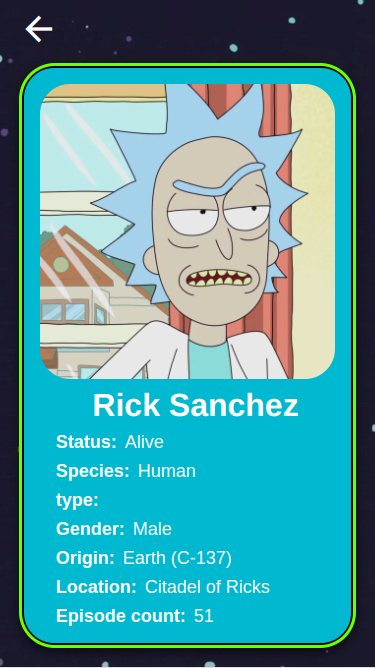 Rick Sanchez
Status: Alive
Species: Human
type:
Gender: Male
Origin: Earth (C-137)
Location: Citadel of Ricks
Episode count: 51